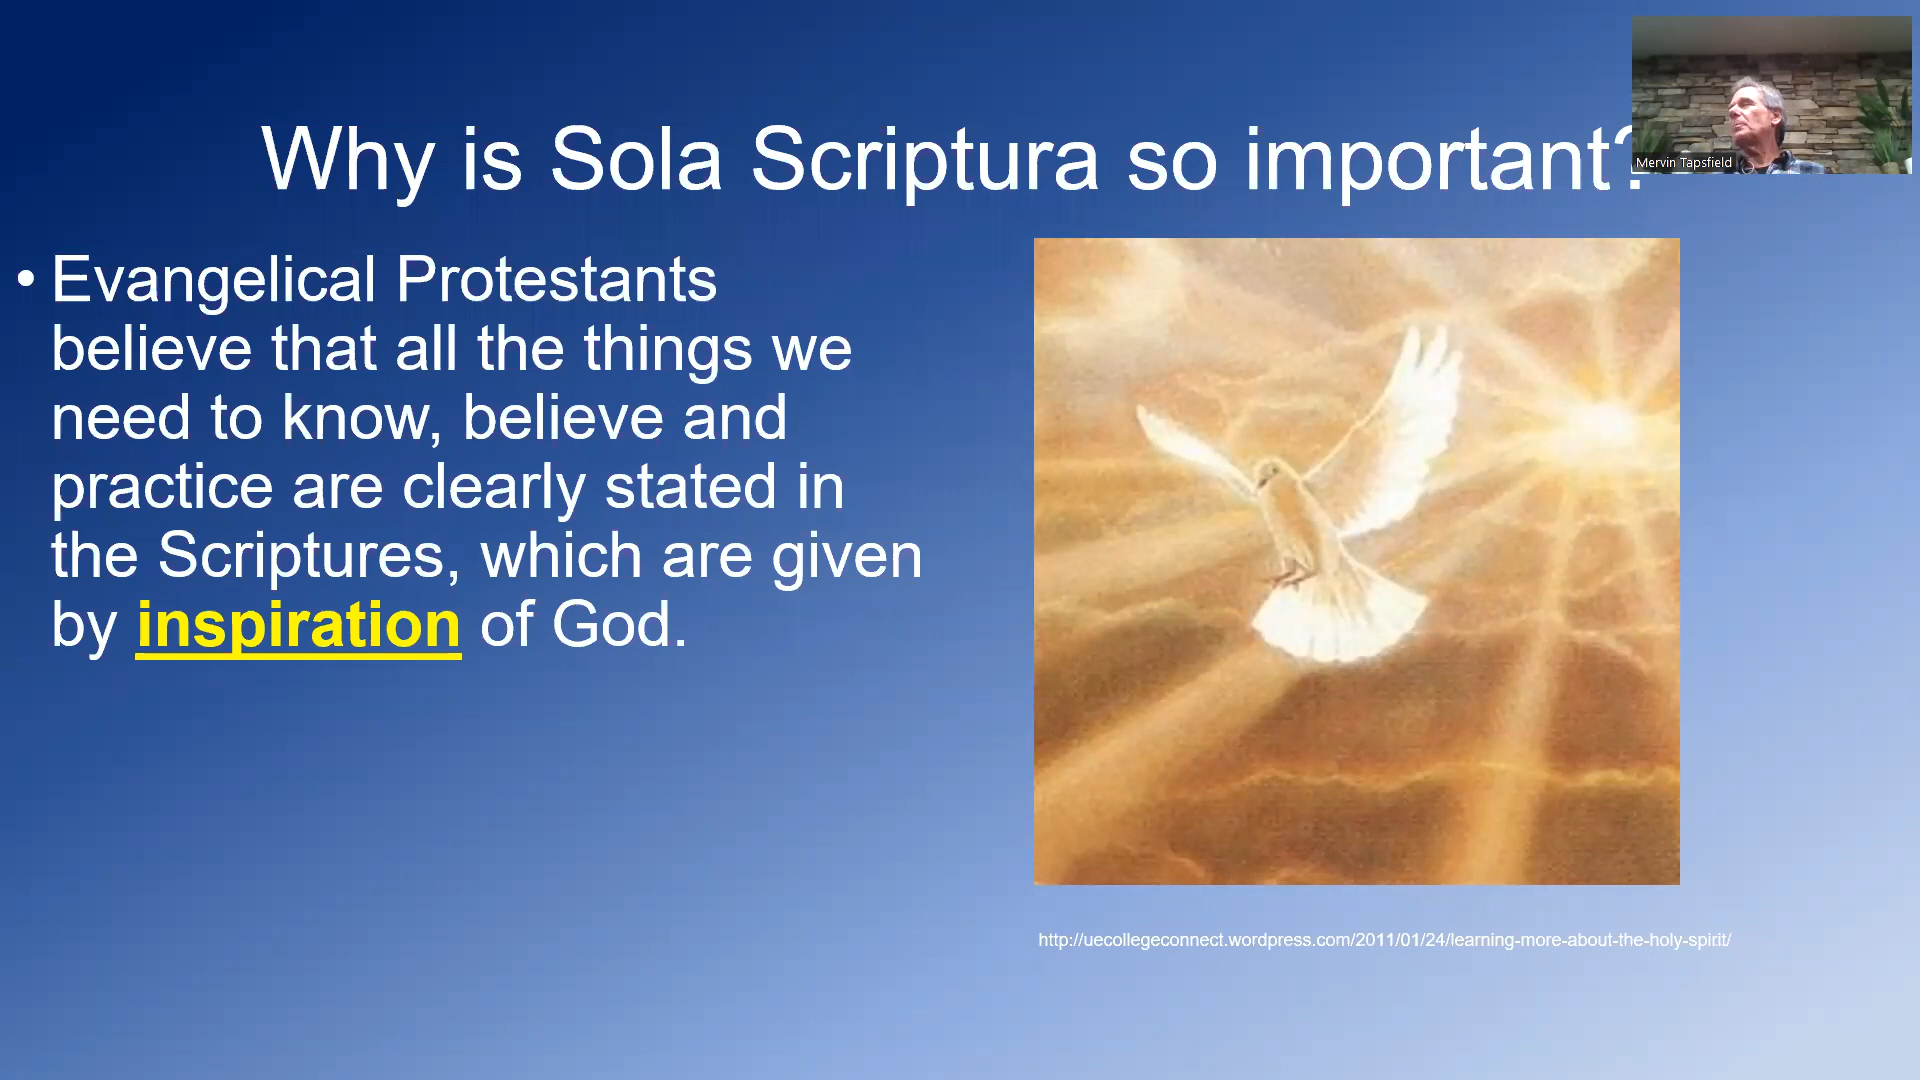 Why is Sola Scriptura so important?
Mervin Tapsfield
• Evangelical Protestants
believe that all the things we
need to know, believe and
practice are clearly stated in
the Scriptures, which are given
by inspiration of God.
http://uecollegeconnect.wordpress.com/2011/01/24/learning-more-about-the-holy-spirit/